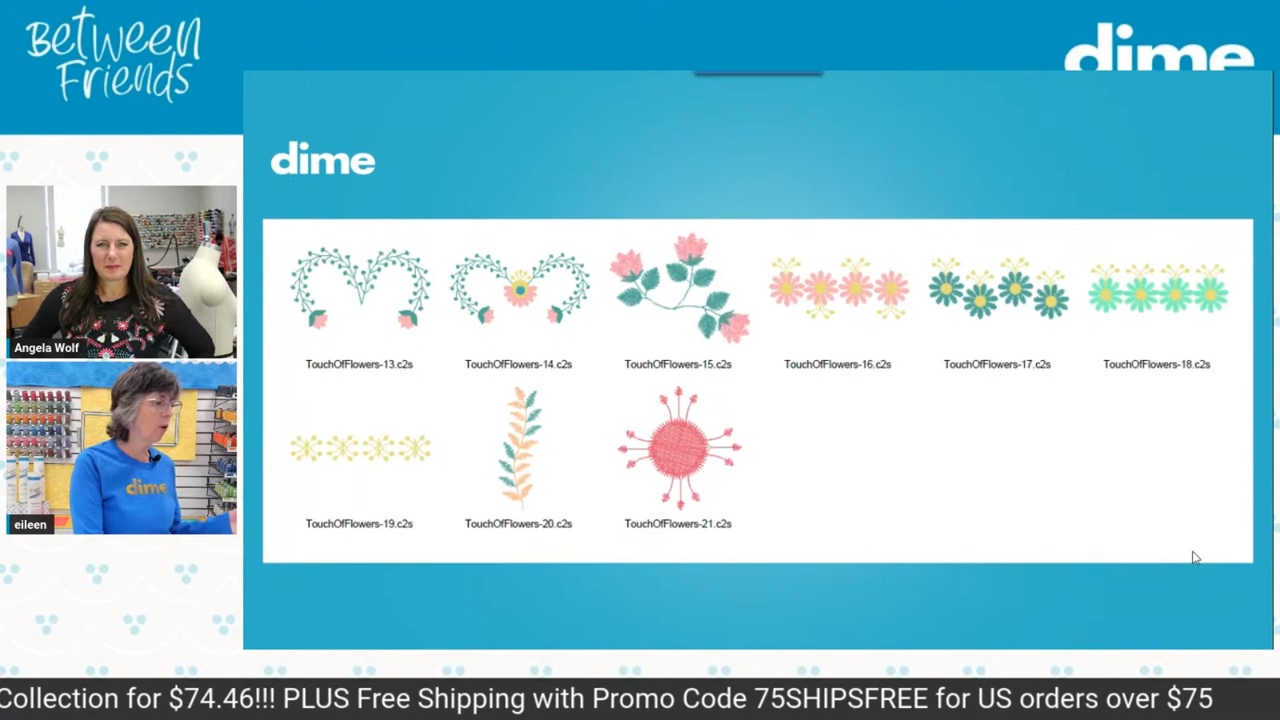 Between
Friends
dime
dime
Angela Wolf
TouchOfFlowers-13.c2s
TouchOfFlowers-14.c2s
TouchOfFlowers-15.c2s
TouchOfFlowers-16.c2s
TouchOfFlowers-17.c2s
TouchOfFlowers-18.c2s
dime
eileen
TouchOfFlowers-19.c2s
TouchOfFlowers-20.c2s
TouchOfFlowers-21.c2s
Collection for $74.46!!! PLUS Free Shipping with Promo Code 75SHIPSFREE for US orders over $75